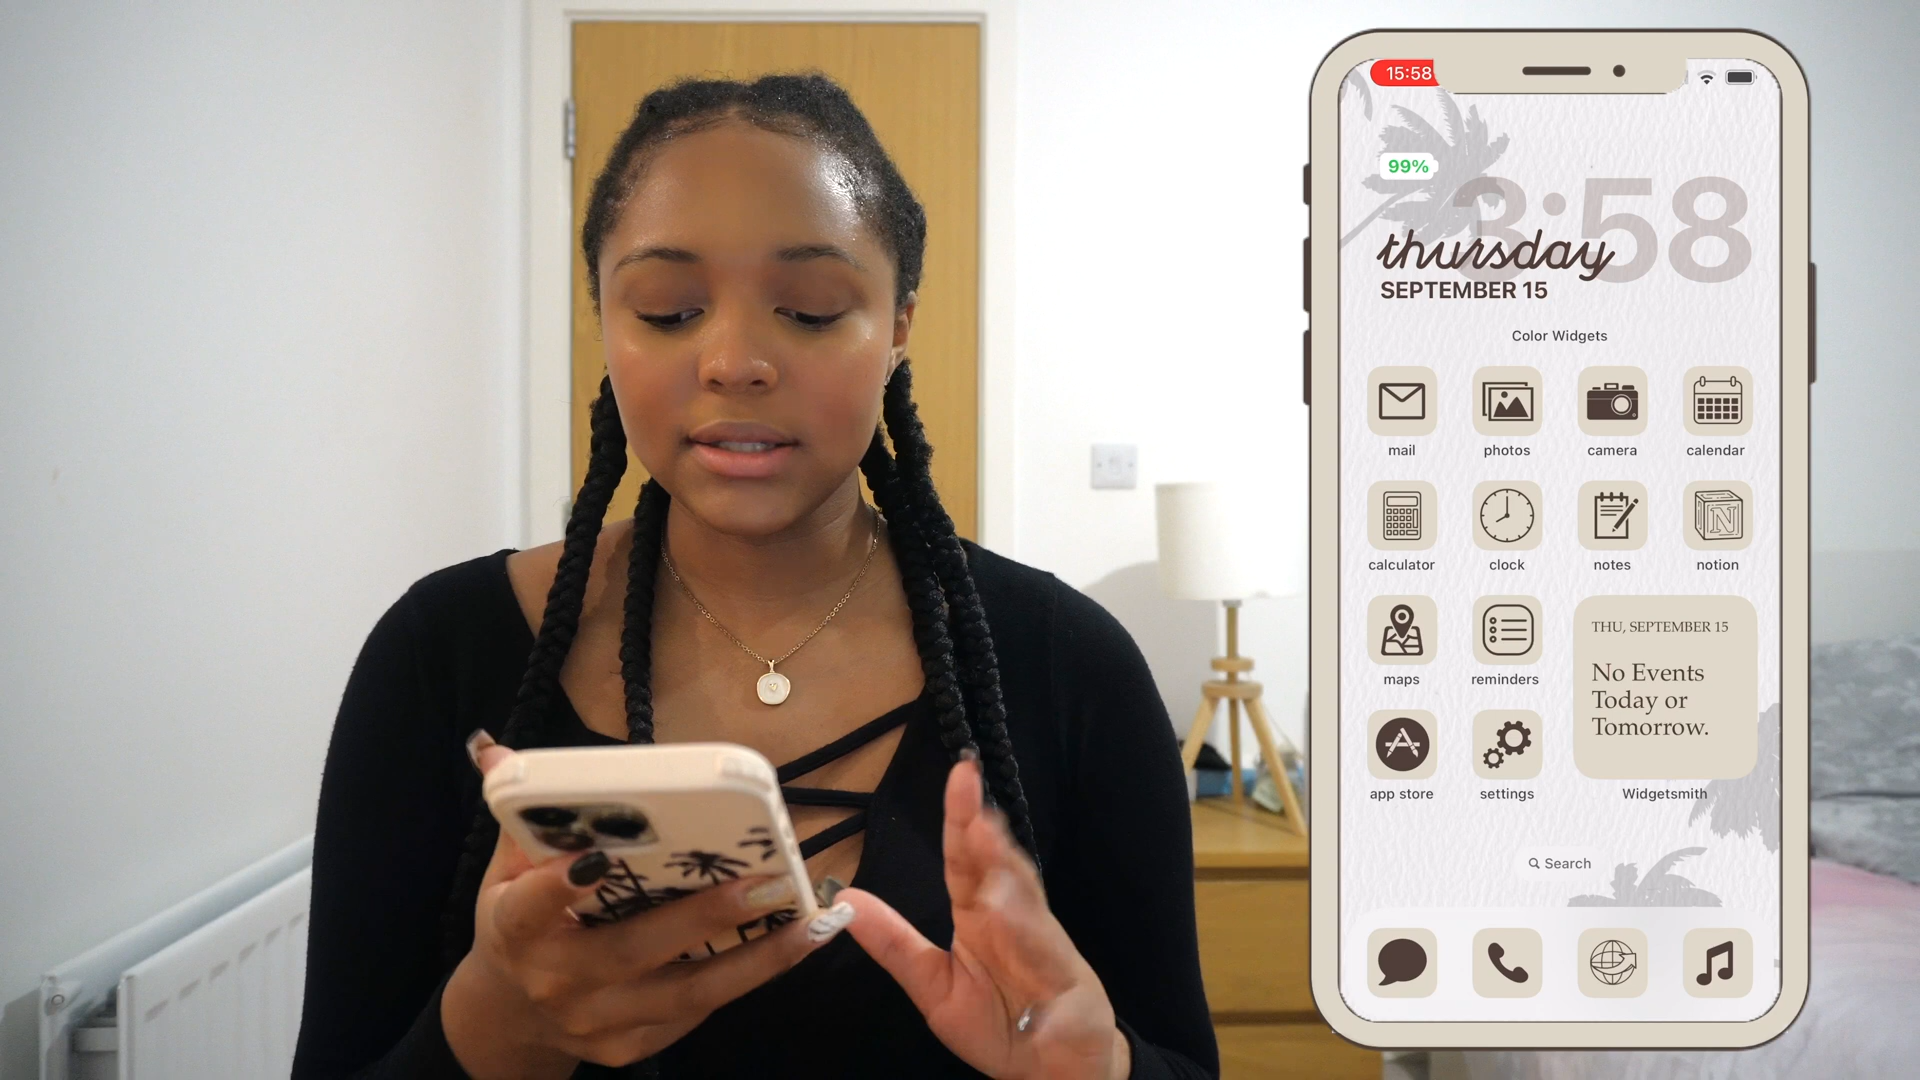 15:58
99%
3:58
thursday
SEPTEMBER 15
Color Widgets
mail
photos
camera
calendar
calculator
clock
notes
N
notion
maps
reminders
THU, SEPTEMBER 15
No Events
Today or
Tomorrow.
app store
settings
Widgetsmith
Search